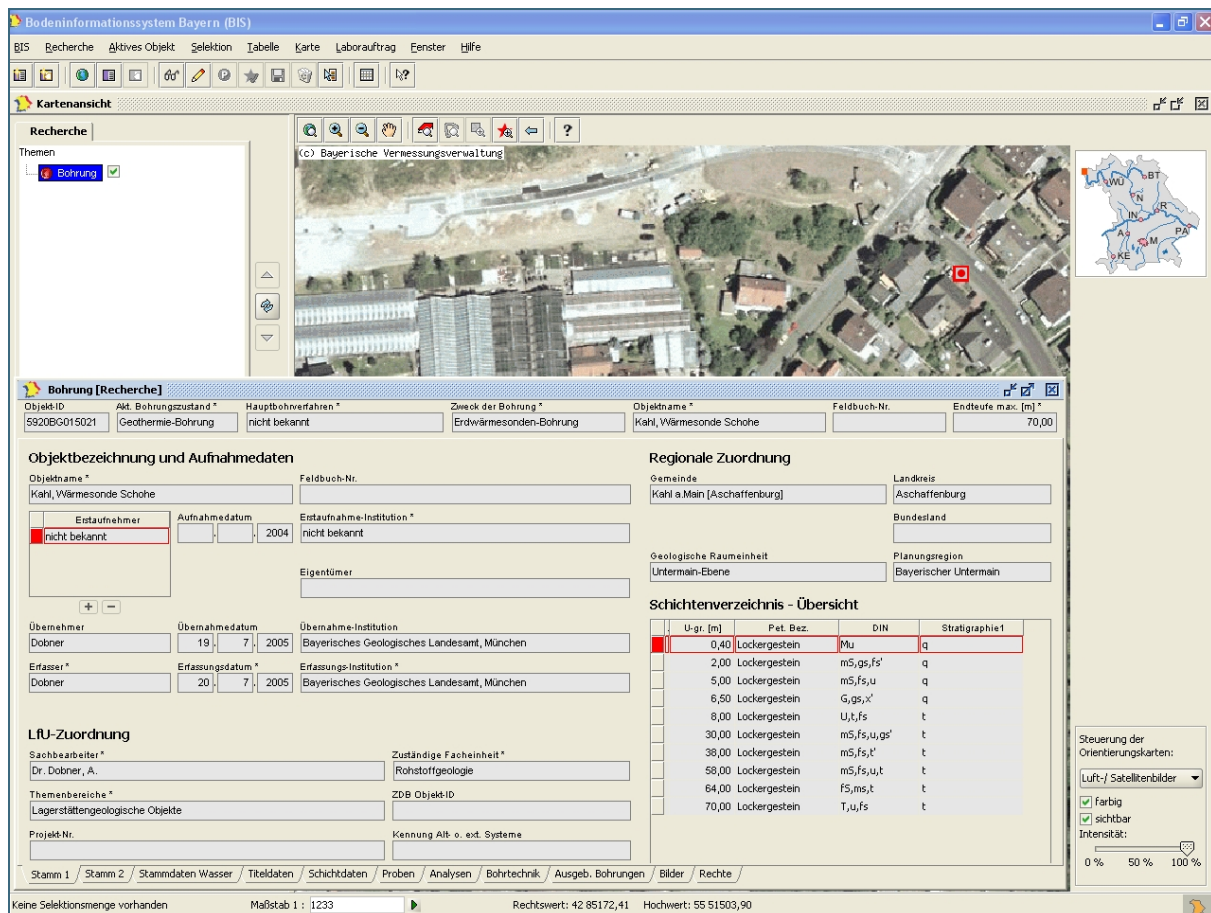 Bodeninformationssystem Bayern (BIS)
BIS Recherche Aktives Objekt Selektion Tabelle Karte Laborauftrag Fenster Hilfe
Kartenansicht
Recherche
Themen
Bohrung
(c) Bayerische Vermessungsverwaltung
WÜ BT
N
IN R
A M PA
KE
Bohrung [Recherche]
Objekt-ID Akt. Bohrungszustand * Hauptbohrverfahren * Zweck der Bohrung * Objektname * Feldbuch-Nr. Endteufe max. [m] *
5920BG015021 Geothermie-Bohrung nicht bekannt Erdwärmesonden-Bohrung Kahl, Wärmesonde Schohe 70,00
Objektbezeichnung und Aufnahmedaten
Objektname * Feldbuch-Nr.
Kahl, Wärmesonde Schohe
Erstaufnehmer Aufnahmedatum Erstaufnahme-Institution *
nicht bekannt . . 2004 nicht bekannt
Eigentümer
Übernehmer Übernahmedatum Übernahme-Institution
Dobner 19 . 7 . 2005 Bayerisches Geologisches Landesamt, München
Erfasser * Erfassungsdatum * Erfassungs-Institution *
Dobner 20 . 7 . 2005 Bayerisches Geologisches Landesamt, München
LfU-Zuordnung
Sachbearbeiter * Zuständige Facheinheit *
Dr. Dobner, A. Rohstoffgeologie
Themenbereiche * ZDB Objekt-ID
Lagerstättengeologische Objekte
Projekt-Nr. Kennung Alt- o. ext. Systeme
Regionale Zuordnung
Gemeinde Landkreis
Kahl a.Main [Aschaffenburg] Aschaffenburg
Bundesland
Geologische Raumeinheit Planungsregion
Untermain-Ebene Bayerischer Untermain
Schichtenverzeichnis - Übersicht
U-gr. [m] Pet. Bez. DIN Stratigraphie1
0,40 Lockergestein Mu q
2,00 Lockergestein mS,gs,fs' q
5,00 Lockergestein mS,fs,u q
6,50 Lockergestein G,gs,x' q
8,00 Lockergestein U,t,fs t
30,00 Lockergestein mS,fs,u,gs' t
38,00 Lockergestein mS,fs,t' t
58,00 Lockergestein mS,fs,u,t t
64,00 Lockergestein fS,ms,t t
70,00 Lockergestein T,u,fs t
Steuerung der
Orientierungskarten:
Luft-/ Satellitenbilder
farbig
sichtbar
Intensität:
0 % 50 % 100 %
Stamm 1 Stamm 2 Stammdaten Wasser Titeldaten Schichtdaten Proben Analysen Bohrtechnik Ausgeb. Bohrungen Bilder Rechte
Keine Selektionsmenge vorhanden Maßstab 1 : 1233 Rechtswert: 42 85172,41 Hochwert: 55 51503,90